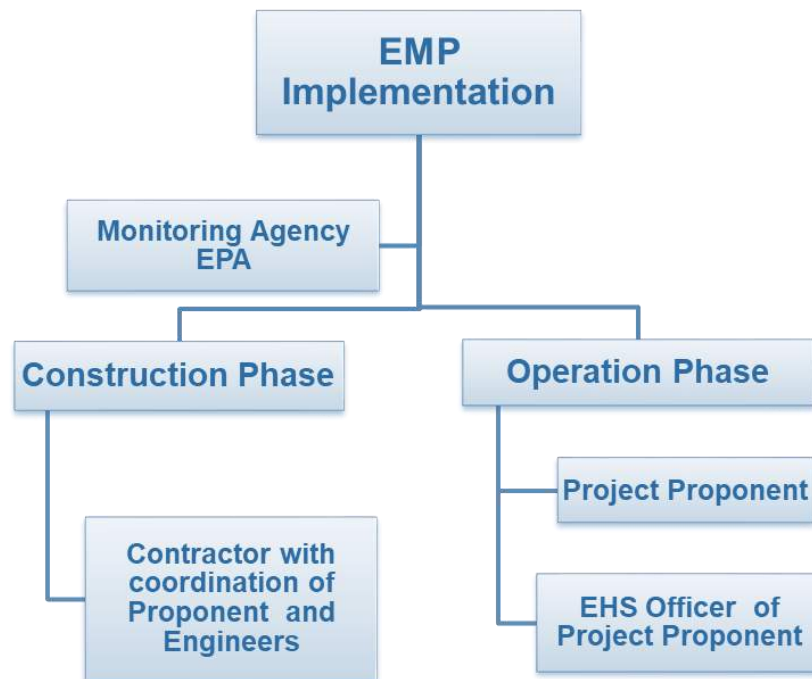 EMP
Implementation
Monitoring Agency
EPA
Construction Phase
Operation Phase
Contractor with
coordination of
Proponent and
Engineers
Project Proponent
EHS Officer of
Project Proponent